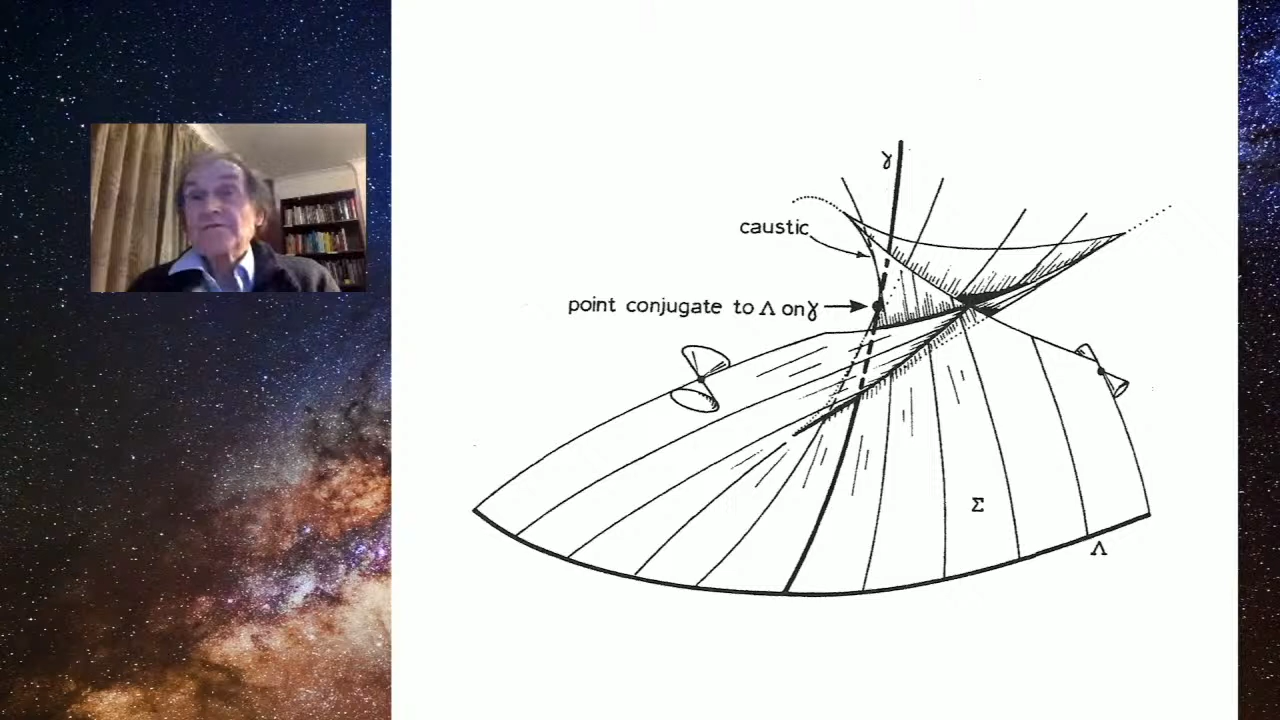 γ
caustic
point conjugate to Λ on γ
Σ
Λ